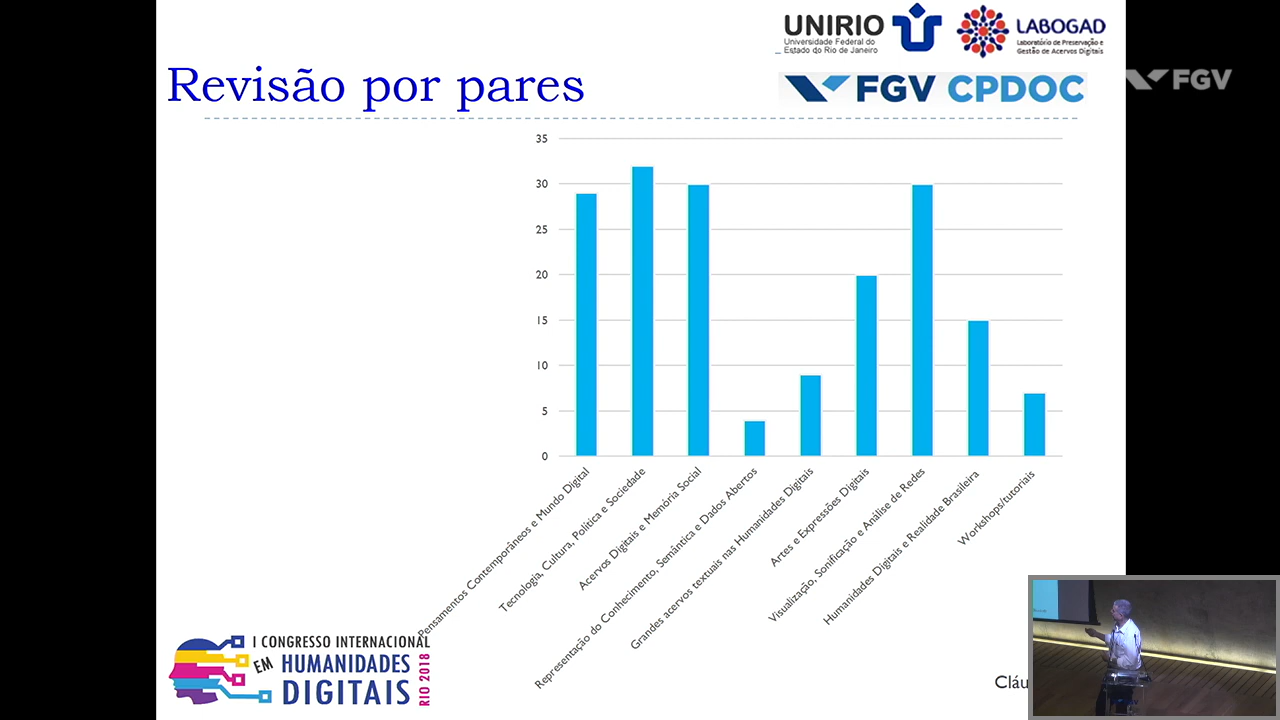 UNIRIO
Universidade Federal do
Estado do Rio de Janeiro
LABOGAD
Laboratório de Preservação e
Gestão de Acervos Digitais
Revisão por pares
FGV CPDOC
FGV
35
30
25
20
15
10
5
0
Pensamentos Contemporâneos e Mundo Digital
Tecnologia, Cultura, Política e Sociedade
Acervos Digitais e Memória Social
Representação do Conhecimento, Semântica e Dados Abertos
Grandes acervos textuais nas Humanidades Digitais
Artes e Expressões Digitais
Visualização, Sonificação e Análise de Redes
Humanidades Digitais e Realidade Brasileira
Workshops/tutoriais
I CONGRESSO INTERNACIONAL
EM HUMANIDADES
DIGITAIS
RIO 2018
Cláu